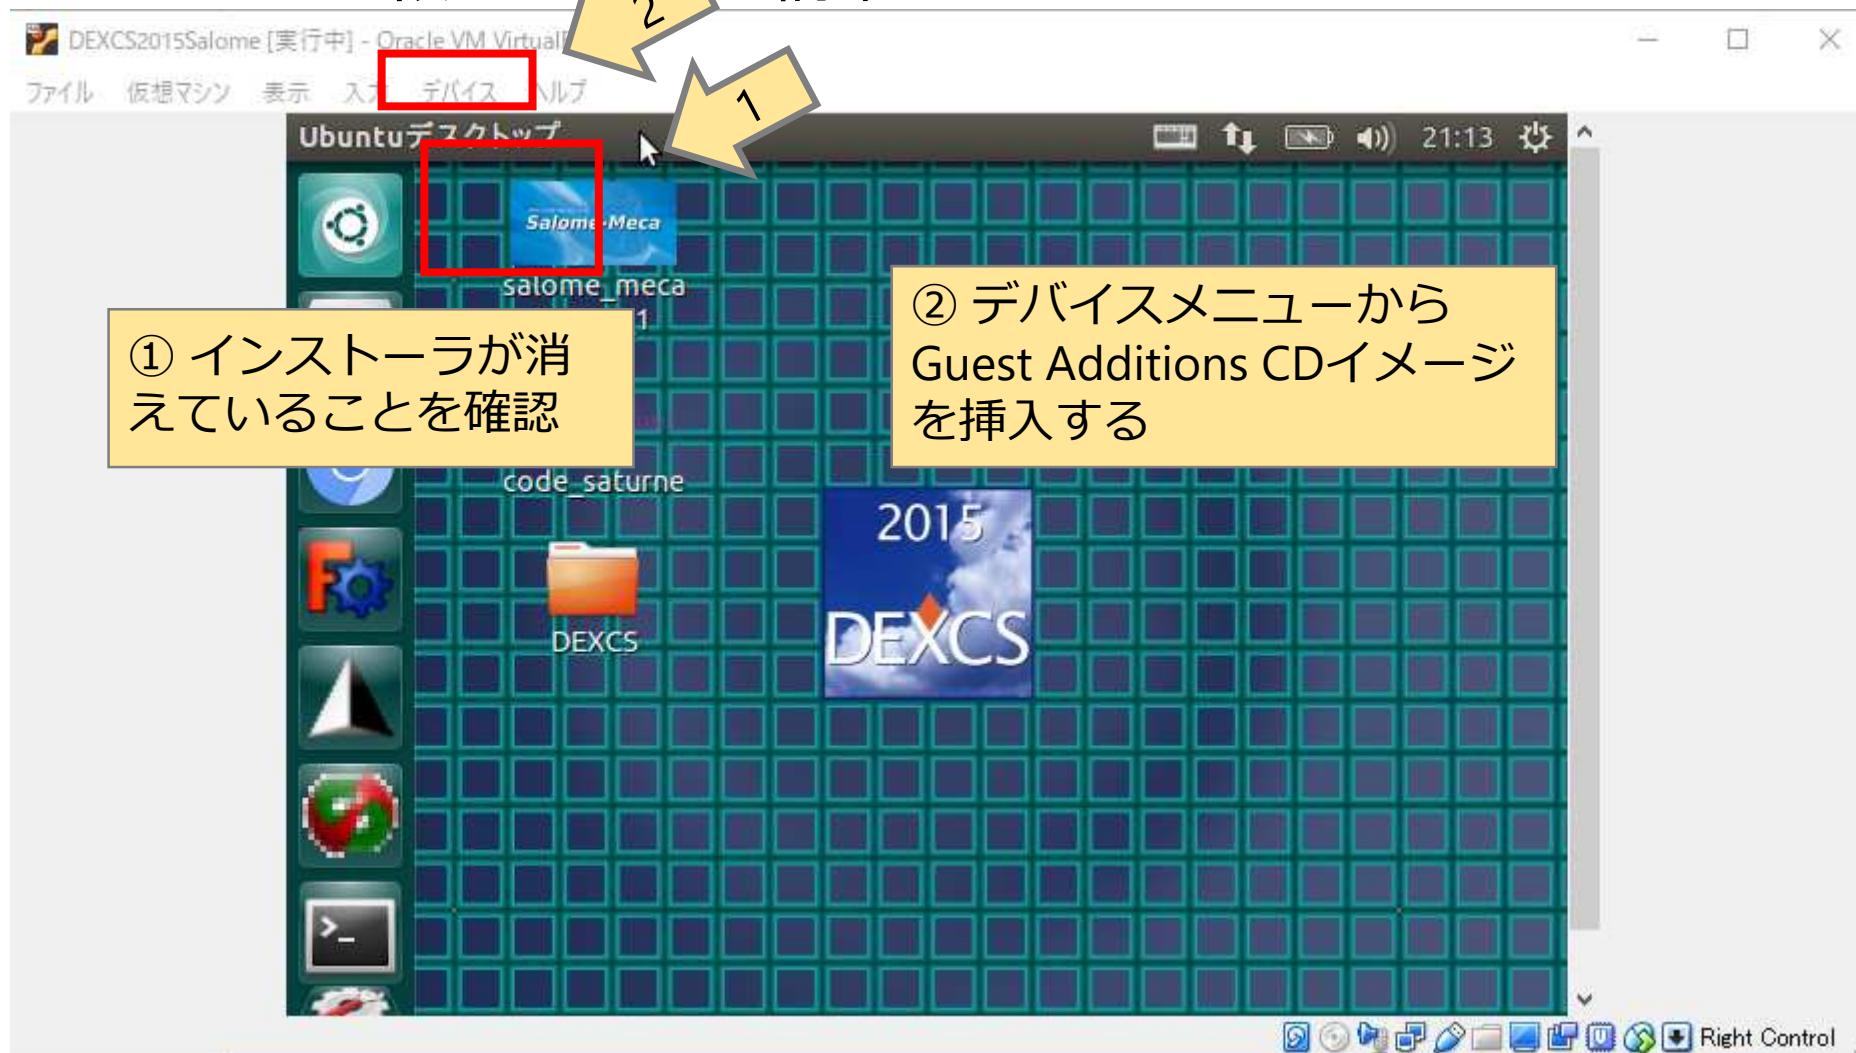 2
DEXCS2015Salome [実行中] - Oracle VM
1
ファイル 仮想マシン 表示 入力 デバイス ヘルプ
Ubuntuデスクトップ
21:13
Salome-Meca
salome_meca
1
① インストーラが消
えていることを確認
② デバイスメニューから
Guest Additions CDイメージ
を挿入する
code_saturne
2015
DEXCS
DEXCS
>_
Right Control